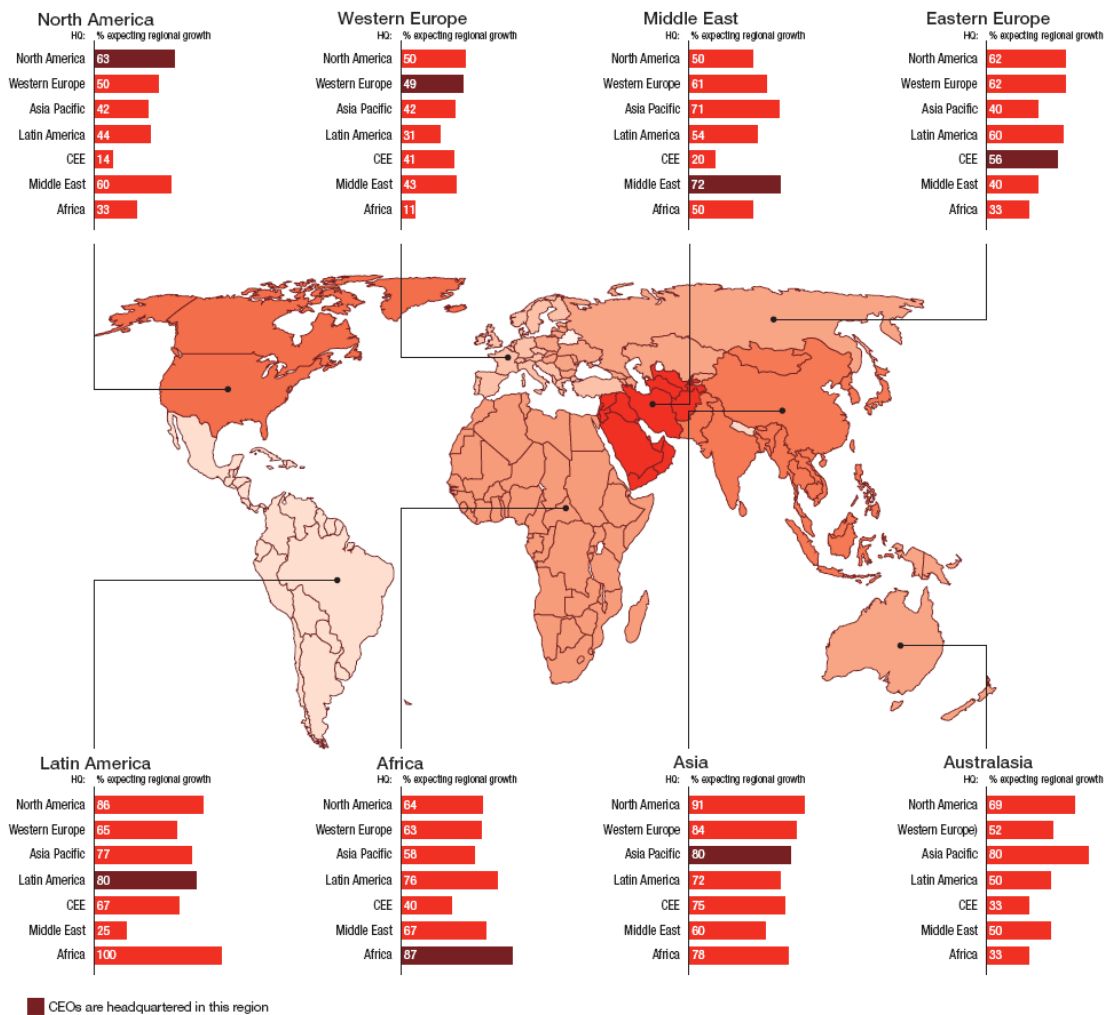 North America
HQ: % expecting regional growth
North America 63
Western Europe 50
Asia Pacific 42
Latin America 44
CEE 14
Middle East 60
Africa 33
Western Europe
HQ: % expecting regional growth
North America 50
Western Europe 49
Asia Pacific 42
Latin America 31
CEE 41
Middle East 43
Africa 11
Middle East
HQ: % expecting regional growth
North America 50
Western Europe 61
Asia Pacific 71
Latin America 54
CEE 20
Middle East 72
Africa 50
Eastern Europe
HQ: % expecting regional growth
North America 62
Western Europe 62
Asia Pacific 40
Latin America 60
CEE 56
Middle East 40
Africa 33
Latin America
HQ: % expecting regional growth
North America 86
Western Europe 65
Asia Pacific 77
Latin America 80
CEE 67
Middle East 25
Africa 100
Africa
HQ: % expecting regional growth
North America 64
Western Europe 63
Asia Pacific 58
Latin America 76
CEE 40
Middle East 67
Africa 87
Asia
HQ: % expecting regional growth
North America 91
Western Europe 84
Asia Pacific 80
Latin America 72
CEE 75
Middle East 60
Africa 78
Australasia
HQ: % expecting regional growth
North America 69
Western Europe) 52
Asia Pacific 80
Latin America 50
CEE 33
Middle East 50
Africa 33
CEOs are headquartered in this region